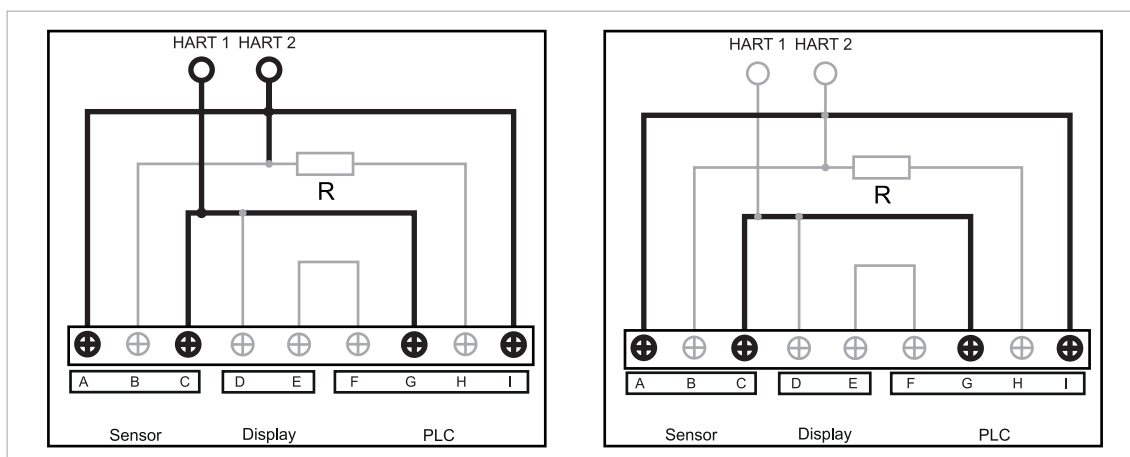 HART 1 HART 2
R
A B C D E F G H I
Sensor Display PLC
HART 1 HART 2
R
A B C D E F G H I
Sensor Display PLC